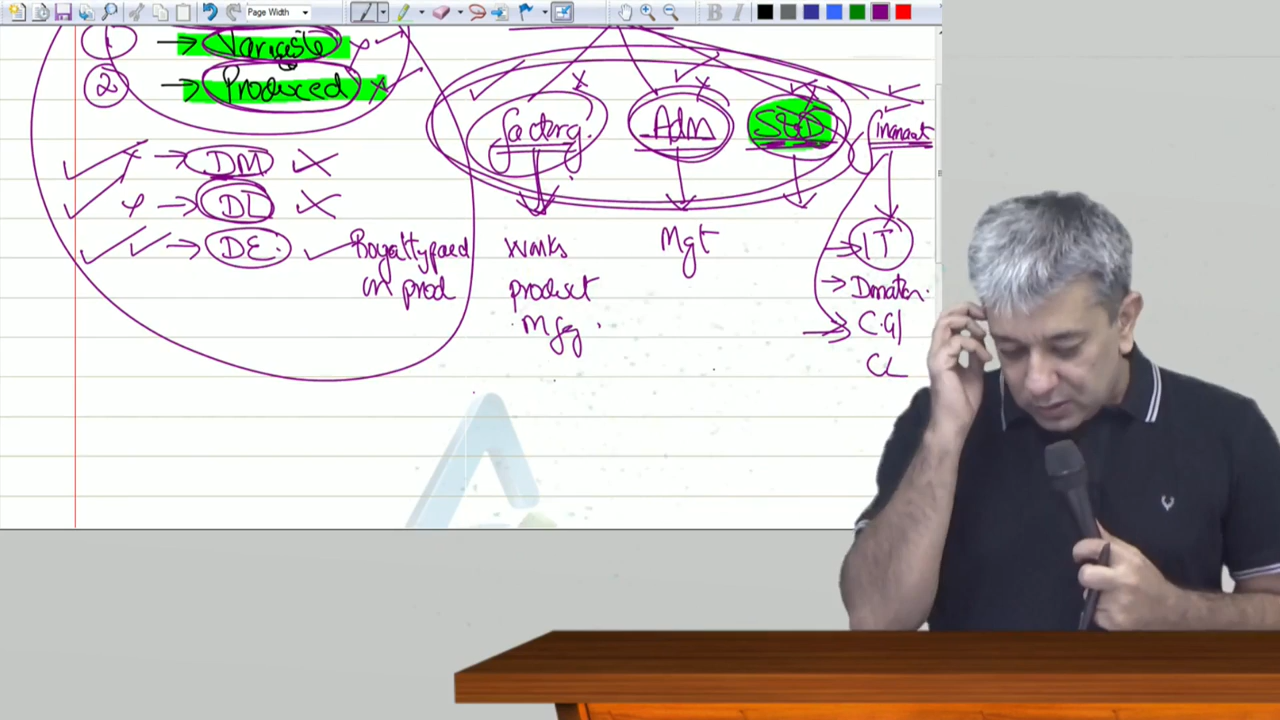 Page Width
B I
1 → Variable
2 → Produced
factory.
Adm
S&D
→ DM
→ DL
→ DE.
Royalty paid
on prod
works
product
Mfg.
Mgt
→ IT
→ Donation.
→ C.G/
CL